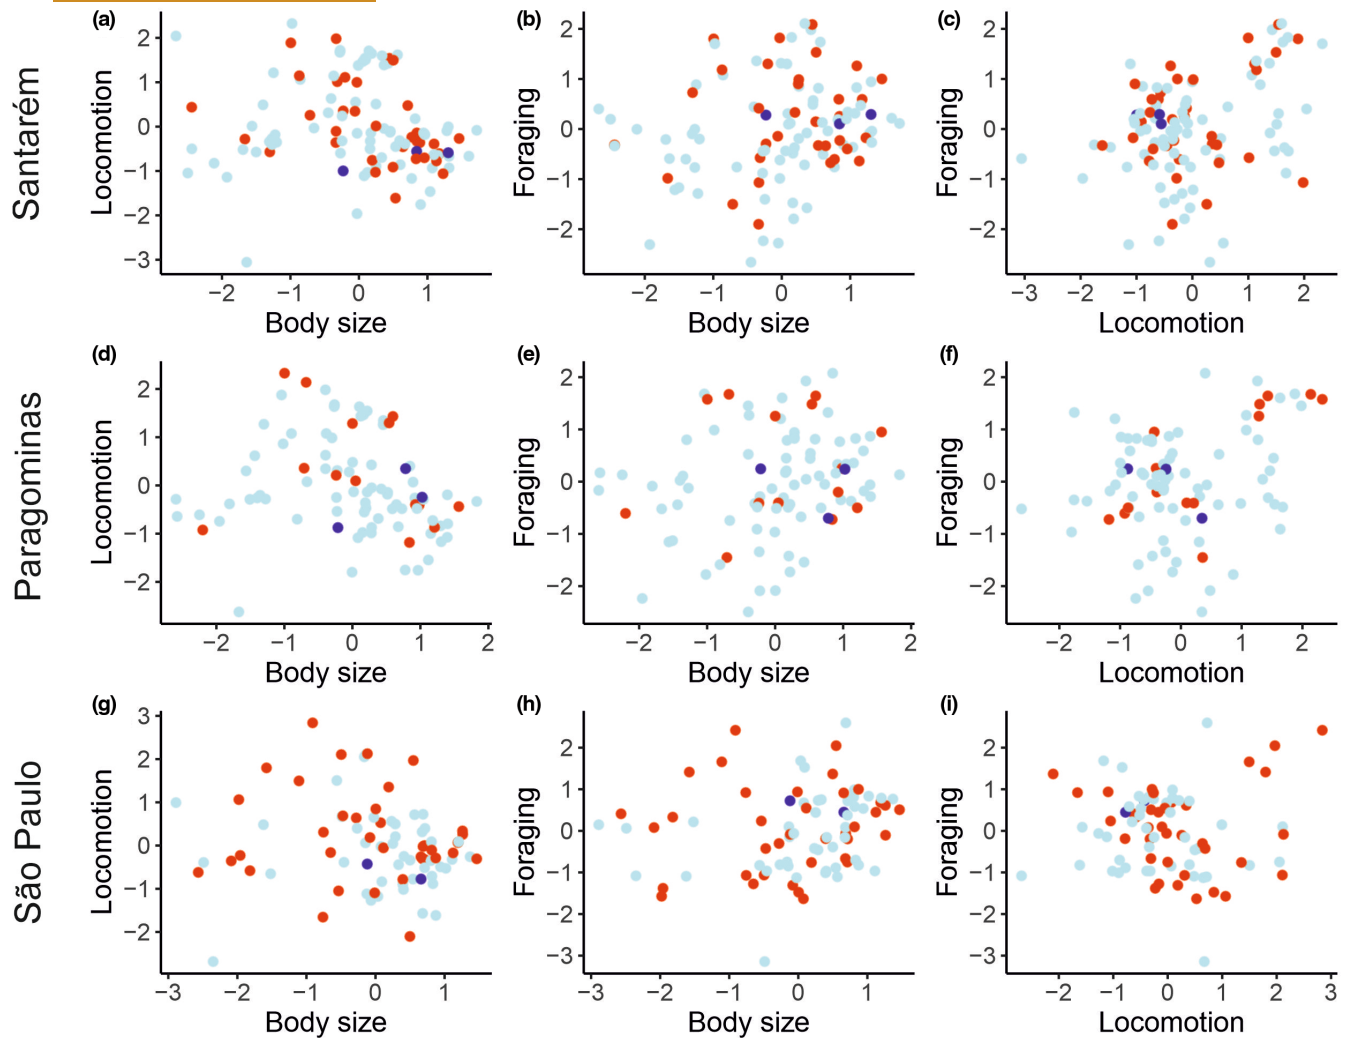 Santarém
(a)
Locomotion
2
1
0
−1
−2
−3
−2 −1 0 1
Body size
(b)
Foraging
2
1
0
−1
−2
−2 −1 0 1
Body size
(c)
Foraging
2
1
0
−1
−2
−3 −2 −1 0 1 2
Locomotion
Paragominas
(d)
Locomotion
2
1
0
−1
−2
−2 −1 0 1 2
Body size
(e)
Foraging
2
1
0
−1
−2
−2 −1 0 1 2
Body size
(f)
Foraging
2
1
0
−1
−2
−2 −1 0 1 2
Locomotion
São Paulo
(g)
Locomotion
3
2
1
0
−1
−2
−3 −2 −1 0 1
Body size
(h)
Foraging
2
1
0
−1
−2
−3
−3 −2 −1 0 1
Body size
(i)
Foraging
2
1
0
−1
−2
−3
−2 −1 0 1 2 3
Locomotion